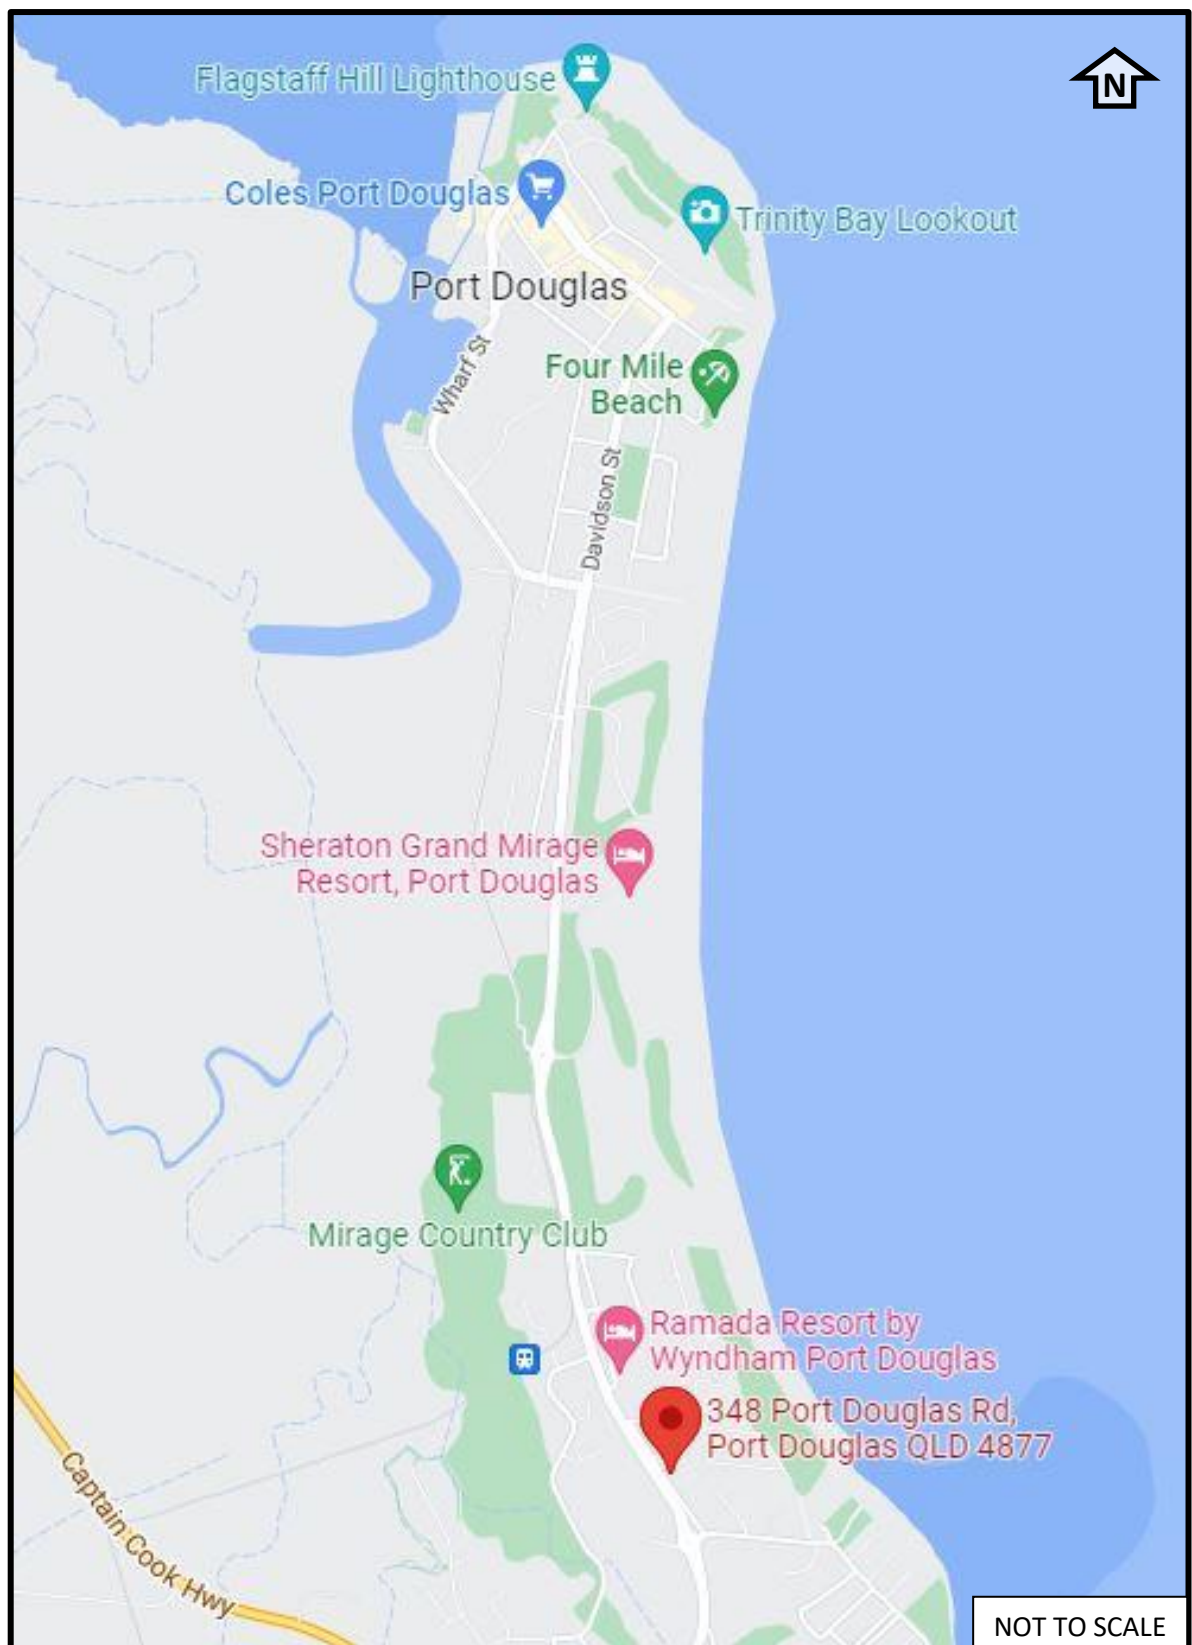 N
Flagstaff Hill Lighthouse
Coles Port Douglas
Trinity Bay Lookout
Port Douglas
Wharf St
Four Mile
Beach
Davidson St
Sheraton Grand Mirage
Resort, Port Douglas
Mirage Country Club
Ramada Resort by
Wyndham Port Douglas
348 Port Douglas Rd,
Port Douglas QLD 4877
Captain Cook Hwy
NOT TO SCALE